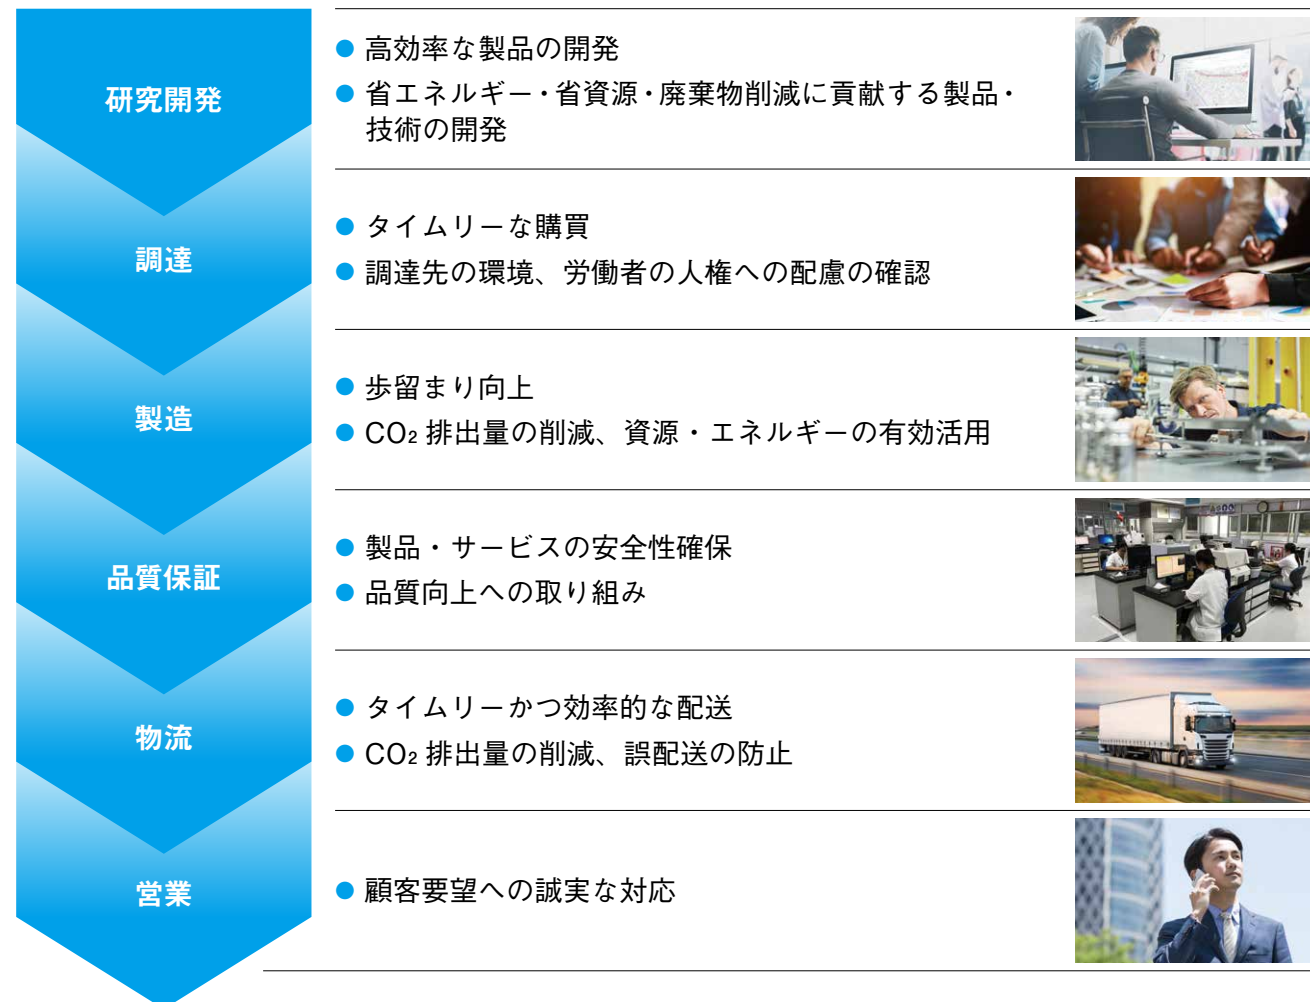 研究開発
● 高効率な製品の開発
● 省エネルギー・省資源・廃棄物削減に貢献する製品・
技術の開発
調達
● タイムリーな購買
● 調達先の環境、労働者の人権への配慮の確認
製造
● 歩留まり向上
● CO₂ 排出量の削減、資源・エネルギーの有効活用
品質保証
● 製品・サービスの安全性確保
● 品質向上への取り組み
物流
● タイムリーかつ効率的な配送
● CO₂ 排出量の削減、誤配送の防止
営業
● 顧客要望への誠実な対応